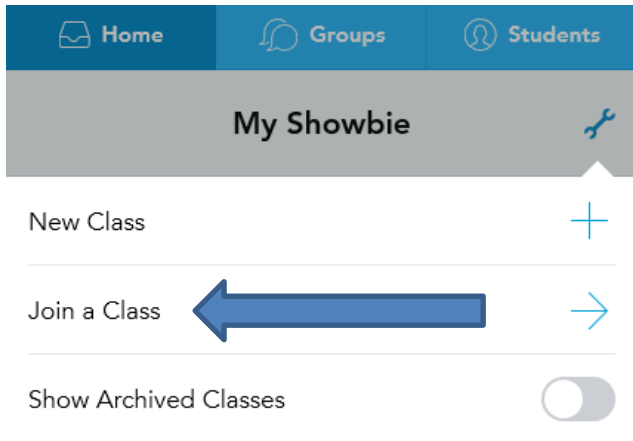 Home Groups Students
My Showbie
New Class
Join a Class
Show Archived Classes